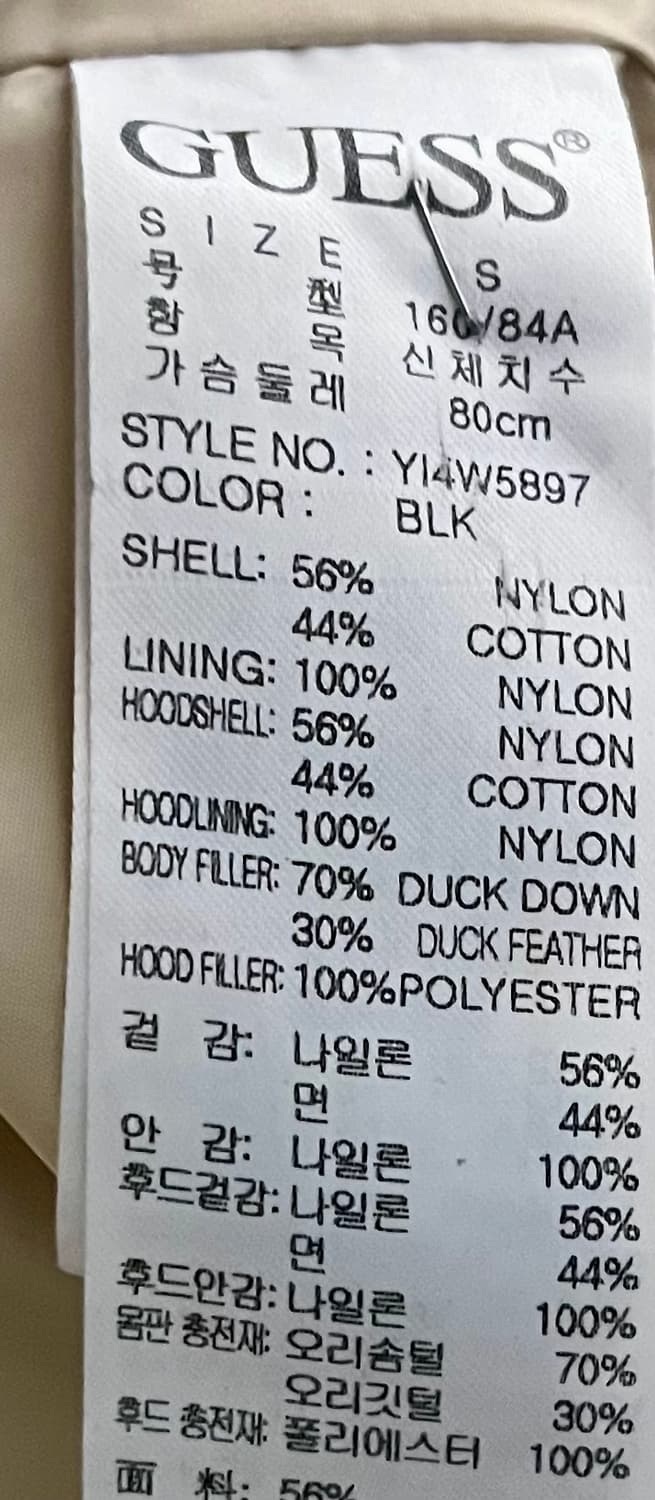 GUESS®
SIZE S
号型 160/84A
항목 신체치수
가슴둘레 80cm
STYLE NO. : YI4W5897
COLOR : BLK
SHELL: 56% NYLON
44% COTTON
LINING: 100% NYLON
HOODSHELL: 56% NYLON
44% COTTON
HOODLINING: 100% NYLON
BODY FILLER: 70% DUCK DOWN
30% DUCK FEATHER
HOOD FILLER: 100% POLYESTER
겉감: 나일론 56%
면 44%
안감: 나일론 100%
후드겉감: 나일론 56%
면 44%
후드안감: 나일론 100%
몸판 충전재: 오리솜털 70%
오리깃털 30%
후드 충전재: 폴리에스터 100%
面料: 56%